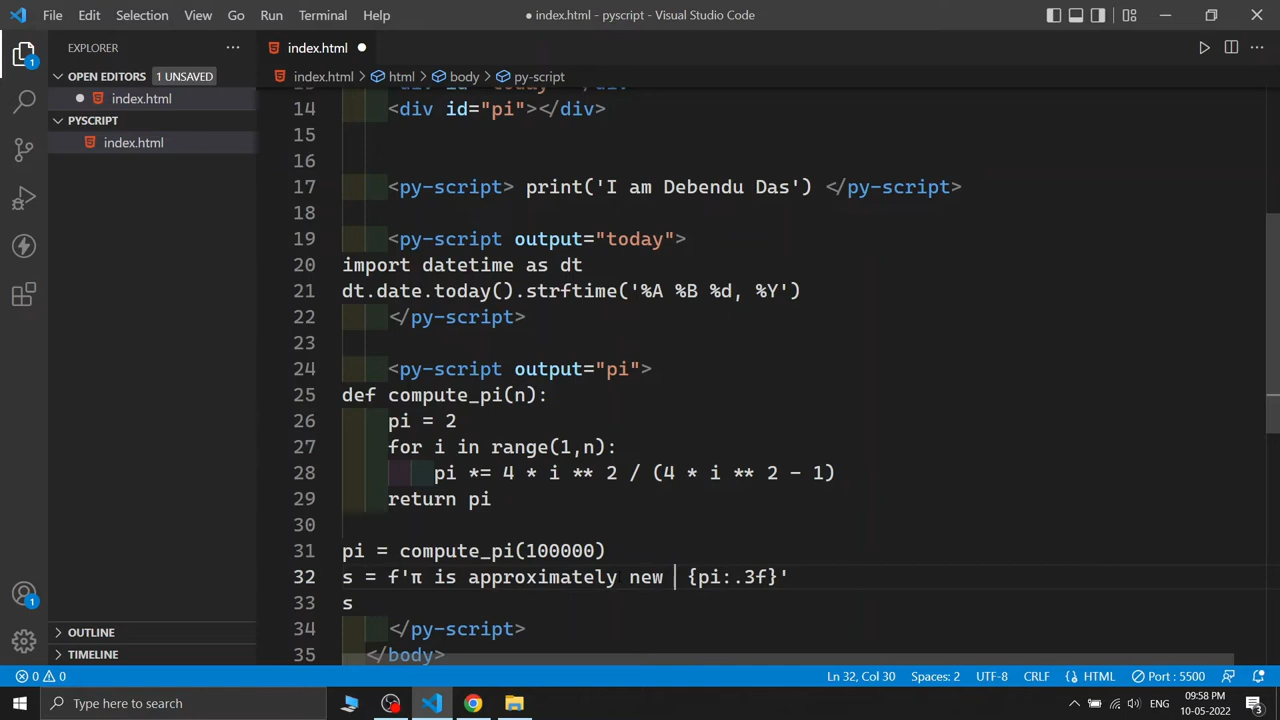 File Edit Selection View Go Run Terminal Help
● index.html - pyscript - Visual Studio Code
EXPLORER ···
index.html ●
OPEN EDITORS 1 UNSAVED
index.html > html > body > py-script
● index.html
PYSCRIPT
index.html
14 <div id="pi"></div>
15
16
17 <py-script> print('I am Debendu Das') </py-script>
18
19 <py-script output="today">
20 import datetime as dt
21 dt.date.today().strftime('%A %B %d, %Y')
22 </py-script>
23
24 <py-script output="pi">
25 def compute_pi(n):
26 pi = 2
27 for i in range(1,n):
28 pi *= 4 * i ** 2 / (4 * i ** 2 - 1)
29 return pi
30
31 pi = compute_pi(100000)
32 s = f'π is approximately new  {pi:.3f}'
33 s
34 </py-script>
35 </body>
OUTLINE
TIMELINE
1
1
0 0 Ln 32, Col 30 Spaces: 2 UTF-8 CRLF HTML Port : 5500
Type here to search
ENG
09:58 PM
10-05-2022
3